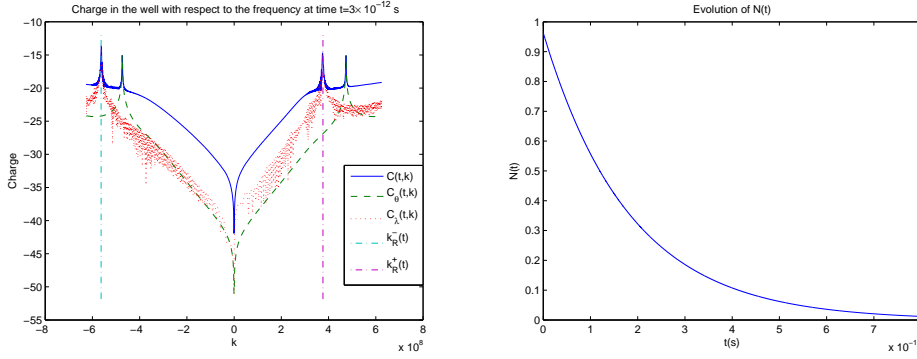 Charge in the well with respect to the frequency at time t=3×10⁻¹² s
−10
−15
−20
−25
−30
−35
−40
−45
−50
−55
Charge
−8 −6 −4 −2 0 2 4 6 8
k
x 10⁸
C(t,k)
C_θ(t,k)
C_λ(t,k)
k_R⁻(t)
k_R⁺(t)
Evolution of N(t)
1
0.9
0.8
0.7
0.6
0.5
0.4
0.3
0.2
0.1
0
N(t)
0 1 2 3 4 5 6 7
t(s)